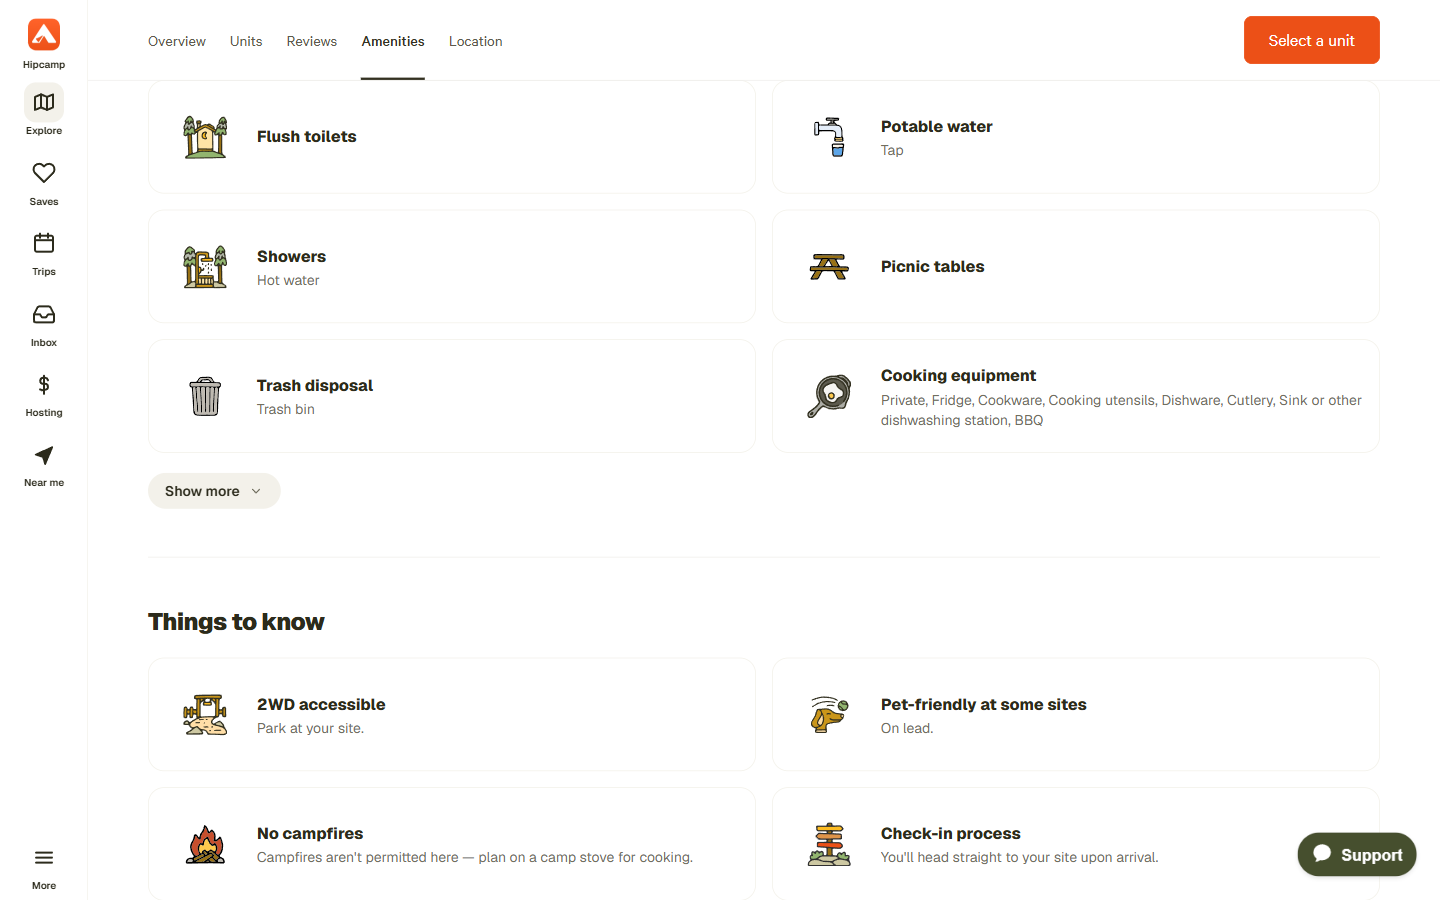 Hipcamp
Explore
Saves
Trips
Inbox
Hosting
Near me
More
Overview
Units
Reviews
Amenities
Location
Select a unit
Flush toilets
Potable water
Tap
Showers
Hot water
Picnic tables
Trash disposal
Trash bin
Cooking equipment
Private, Fridge, Cookware, Cooking utensils, Dishware, Cutlery, Sink or other
dishwashing station, BBQ
Show more
Things to know
2WD accessible
Park at your site.
Pet-friendly at some sites
On lead.
No campfires
Campfires aren't permitted here — plan on a camp stove for cooking.
Check-in process
You'll head straight to your site upon arrival.
Support